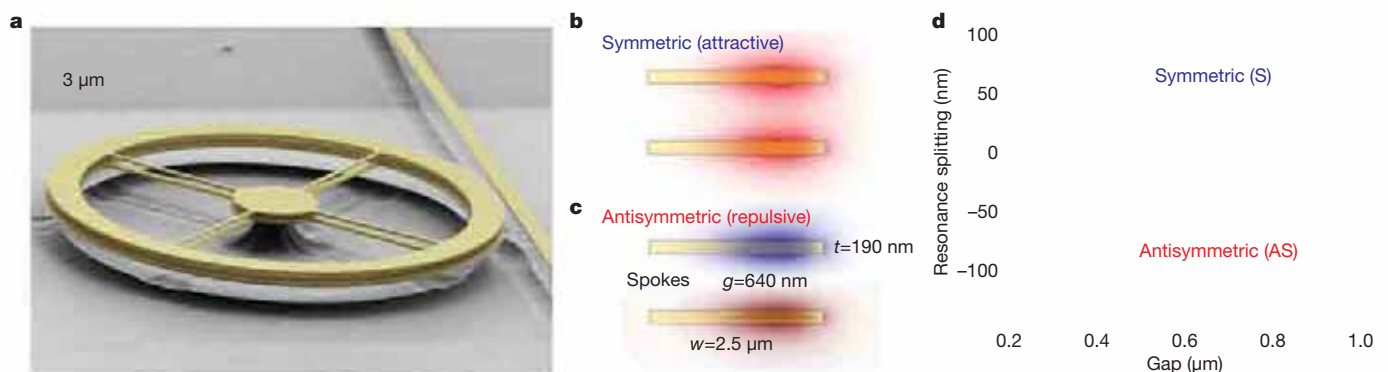 a
3 µm
b
Symmetric (attractive)
c
Antisymmetric (repulsive)
t=190 nm
Spokes
g=640 nm
w=2.5 µm
d
Resonance splitting (nm)
100
50
0
−50
−100
Symmetric (S)
Antisymmetric (AS)
0.2
0.4
0.6
0.8
1.0
Gap (µm)